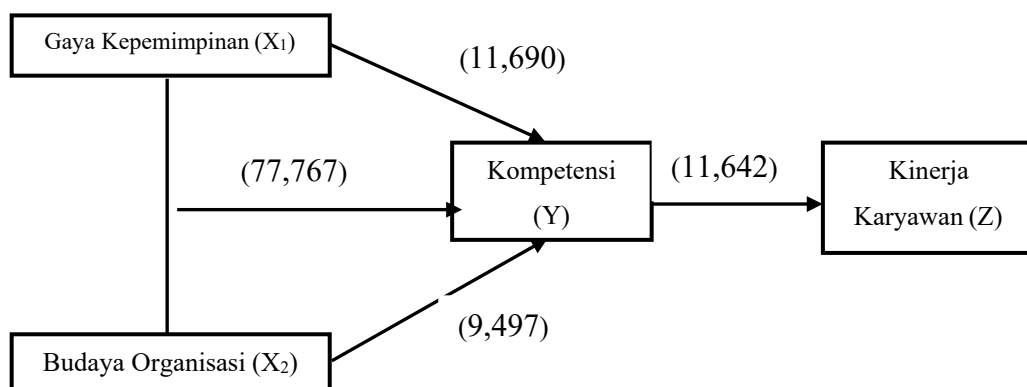 Gaya Kepemimpinan (X₁)
(11,690)
(77,767)
Kompetensi
(Y)
(11,642)
Kinerja
Karyawan (Z)
(9,497)
Budaya Organisasi (X₂)